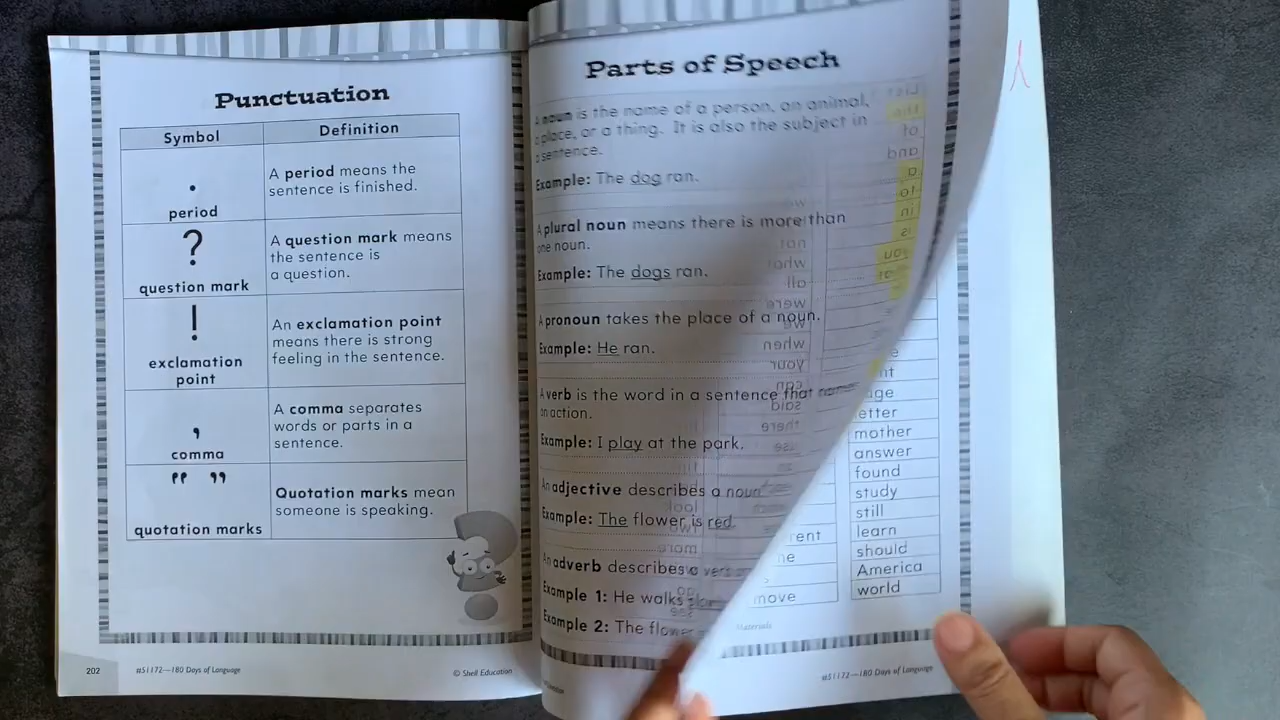 Punctuation
Symbol
Definition
.
period
A period means the
sentence is finished.
?
question mark
A question mark means
the sentence is
a question.
!
exclamation
point
An exclamation point
means there is strong
feeling in the sentence.
,
comma
A comma separates
words or parts in a
sentence.
" "
quotation marks
Quotation marks mean
someone is speaking.
202
#51172—180 Days of Language
© Shell Education
Parts of Speech
noun is the name of a person, an animal,
a place, or a thing. It is also the subject in
a sentence.
Example: The dog ran.
A plural noun means there is more than
one noun.
Example: The dogs ran.
A pronoun takes the place of a noun.
Example: He ran.
A verb is the word in a sentence that names
an action.
Example: I play at the park.
An adjective describes a noun.
Example: The flower is red.
An adverb describes a verb
Example 1: He walks
Example 2: The flower
mother
answer
found
study
still
learn
should
America
world
move
#51172—180 Days of Language